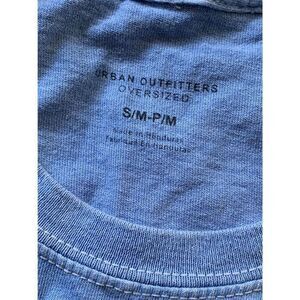 URBAN OUTFITTERS
OVERSIZED
S/M-P/M
Made in Honduras
Fabriqué En Honduras